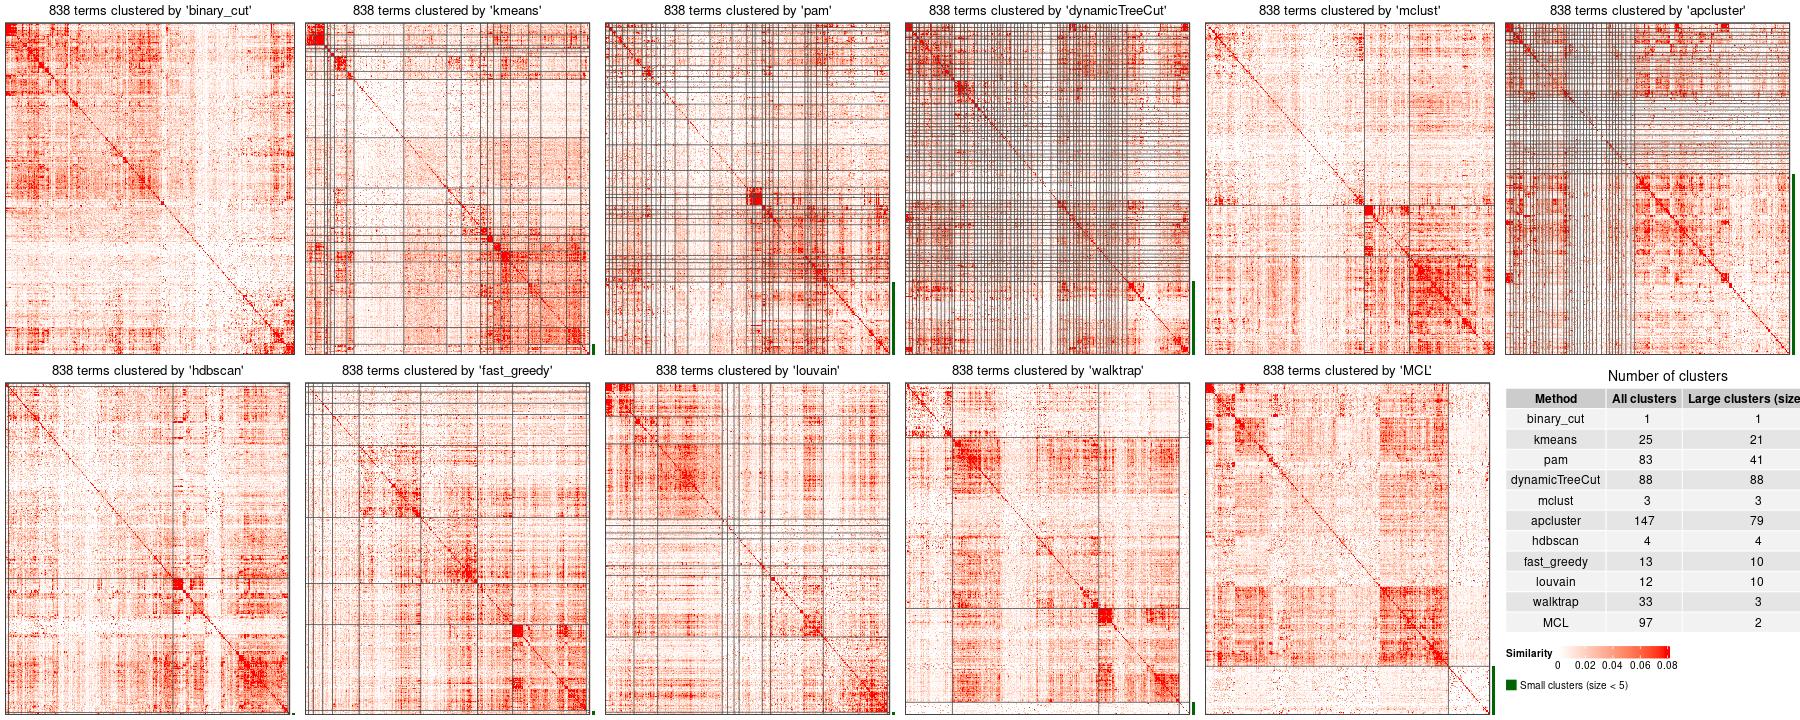 838 terms clustered by 'binary_cut'
838 terms clustered by 'kmeans'
838 terms clustered by 'pam'
838 terms clustered by 'dynamicTreeCut'
838 terms clustered by 'mclust'
838 terms clustered by 'apcluster'
838 terms clustered by 'hdbscan'
838 terms clustered by 'fast_greedy'
838 terms clustered by 'louvain'
838 terms clustered by 'walktrap'
838 terms clustered by 'MCL'
Number of clusters
Method All clusters Large clusters (size
binary_cut 1 1
kmeans 25 21
pam 83 41
dynamicTreeCut 88 88
mclust 3 3
apcluster 147 79
hdbscan 4 4
fast_greedy 13 10
louvain 12 10
walktrap 33 3
MCL 97 2
Similarity
0 0.02 0.04 0.06 0.08
Small clusters (size < 5)